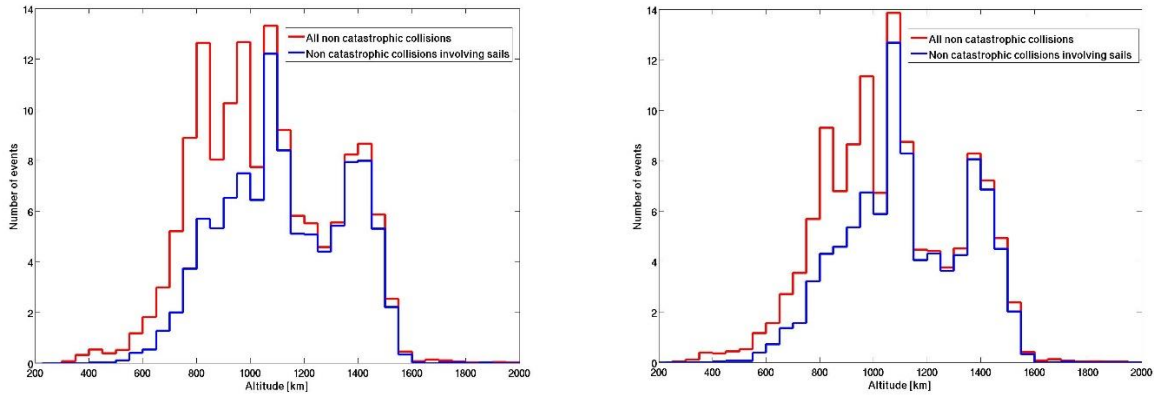 14
12
10
8
6
4
2
0
Number of events
All non catastrophic collisions
Non catastrophic collisions involving sails
200 400 600 800 1000 1200 1400 1600 1800 2000
Altitude [km]
14
12
10
8
6
4
2
0
Number of events
All non catastrophic collisions
Non catastrophic collisions involving sails
200 400 600 800 1000 1200 1400 1600 1800 2000
Altitude [km]